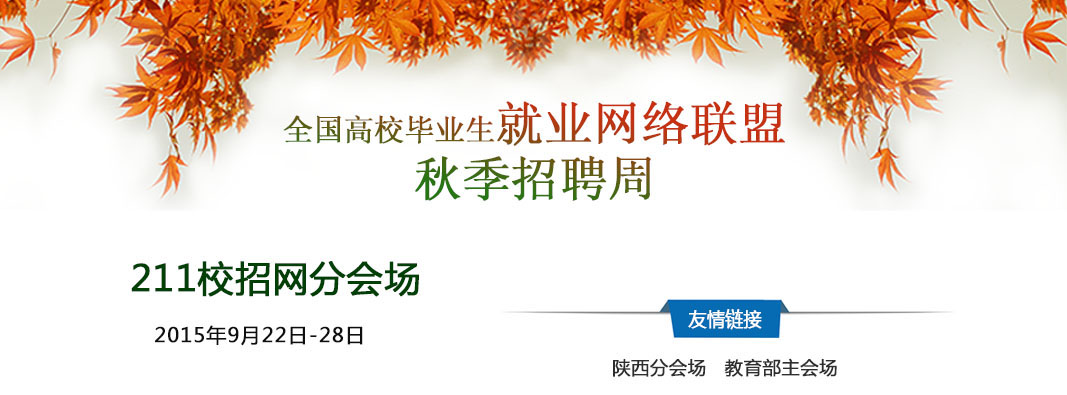 全国高校毕业生就业网络联盟
秋季招聘周
211校招网分会场
2015年9月22日-28日
友情链接
陕西分会场 教育部主会场